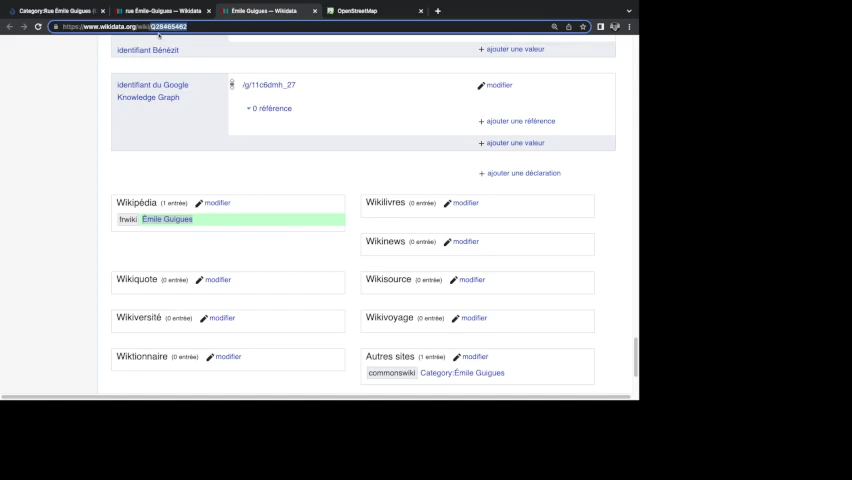 Category:Rue Émile Guigues (
rue Émile-Guigues — Wikidata
Émile Guigues — Wikidata
OpenStreetMap
https://www.wikidata.org/wiki/Q28465462
identifiant Bénézit
+ ajouter une valeur
identifiant du Google Knowledge Graph
/g/11c6dmh_27
modifier
0 référence
+ ajouter une référence
+ ajouter une valeur
+ ajouter une déclaration
Wikipédia (1 entrée) modifier
frwiki Émile Guigues
Wikilivres (0 entrée) modifier
Wikinews (0 entrée) modifier
Wikiquote (0 entrée) modifier
Wikisource (0 entrée) modifier
Wikiversité (0 entrée) modifier
Wikivoyage (0 entrée) modifier
Wiktionnaire (0 entrée) modifier
Autres sites (1 entrée) modifier
commonswiki Category:Émile Guigues